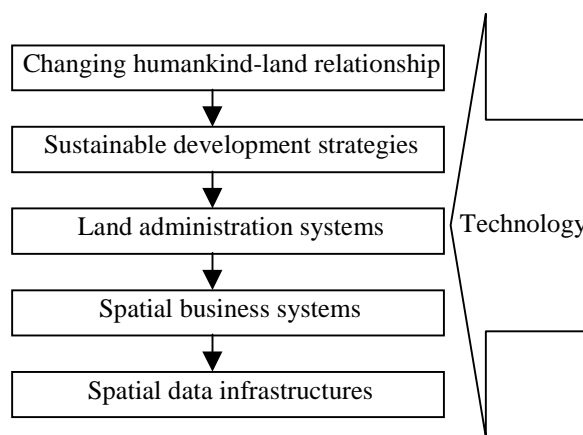 Changing humankind-land relationship
Sustainable development strategies
Land administration systems
Technology
Spatial business systems
Spatial data infrastructures